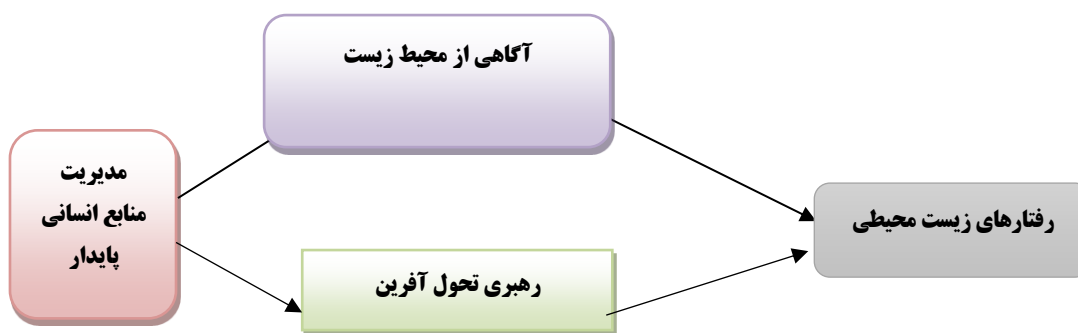 آگاهی از محیط زیست
مدیریت
منابع انسانی
پایدار
رفتارهای زیست محیطی
رهبری تحول آفرین